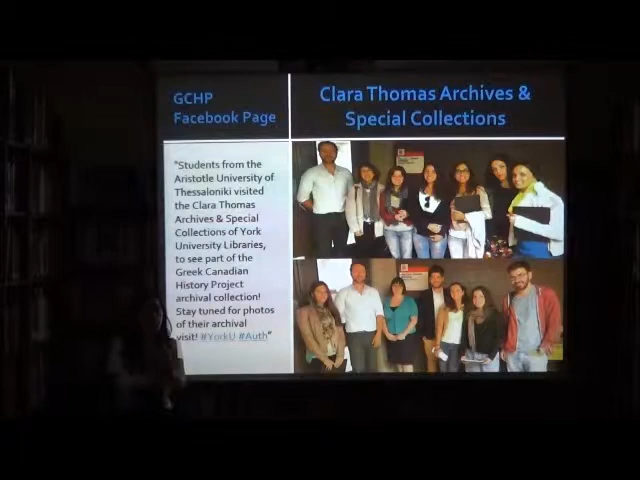 GCHP
Facebook Page
Clara Thomas Archives &
Special Collections
"Students from the
Aristotle University of
Thessaloniki visited
the Clara Thomas
Archives & Special
Collections of York
University Libraries,
to see part of the
Greek Canadian
History Project
archival collection!
Stay tuned for photos
of their archival
visit! #YorkU #Auth"